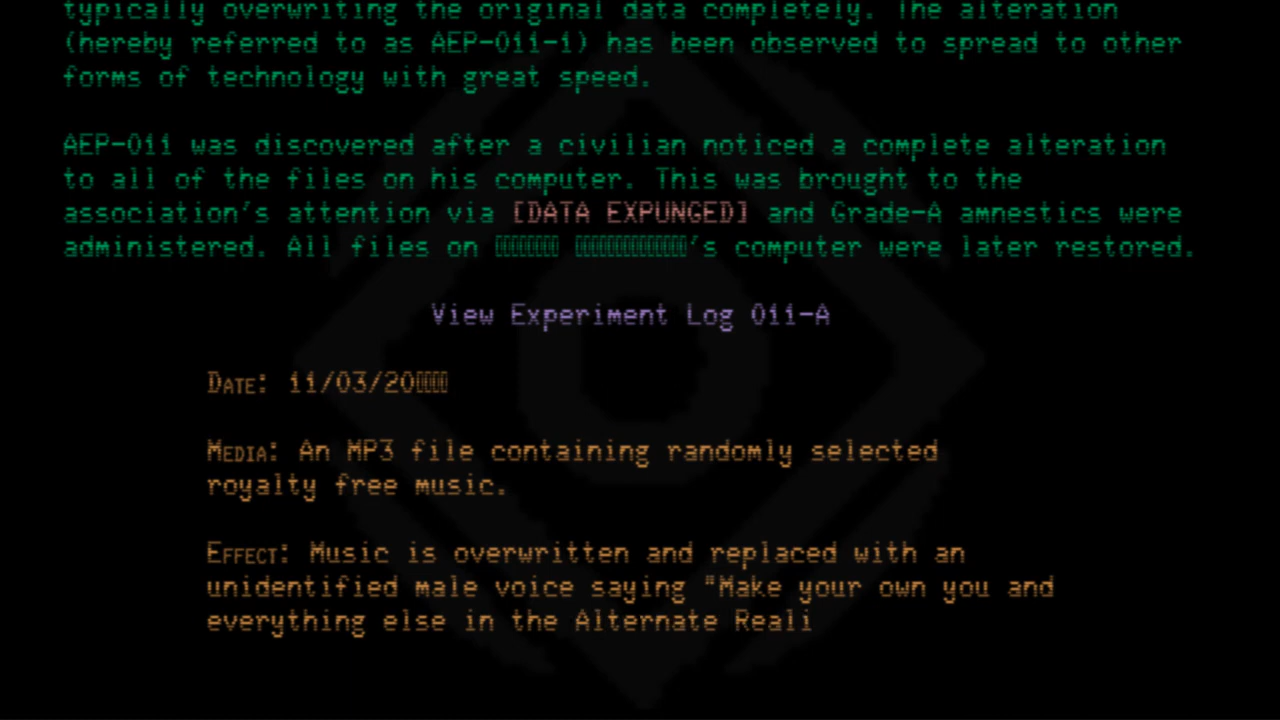 typically overwriting the original data completely. The alteration
(hereby referred to as AEP-011-1) has been observed to spread to other
forms of technology with great speed.
AEP-011 was discovered after a civilian noticed a complete alteration
to all of the files on his computer. This was brought to the
association's attention via [DATA EXPUNGED] and Grade-A amnestics were
administered. All files on ▯▯▯▯▯▯▯▯ ▯▯▯▯▯▯▯▯▯▯▯▯▯▯'s computer were later restored.
View Experiment Log 011-A
Date: 11/03/20▯▯▯▯
Media: An MP3 file containing randomly selected
royalty free music.
Effect: Music is overwritten and replaced with an
unidentified male voice saying "Make your own you and
everything else in the Alternate Reali